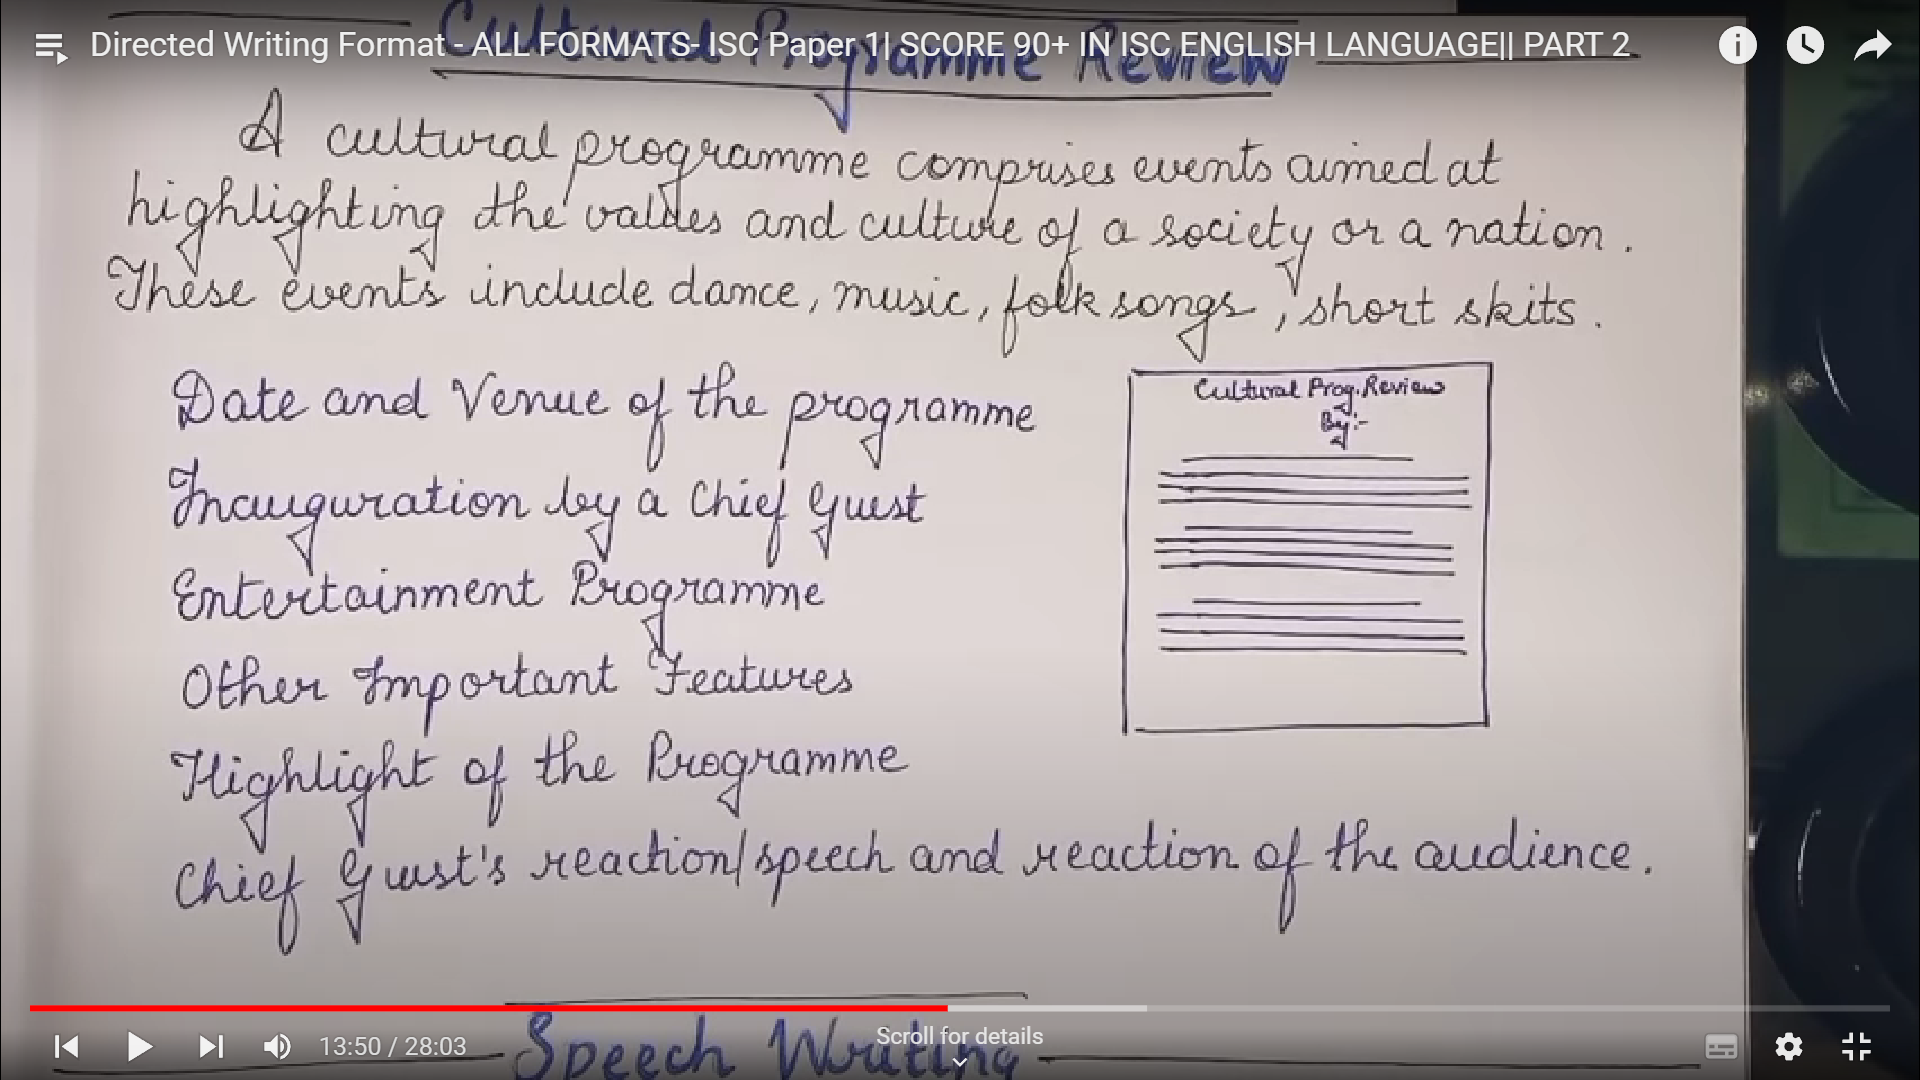 Cultural Programme Review
Directed Writing Format - ALL FORMATS- ISC Paper 1| SCORE 90+ IN ISC ENGLISH LANGUAGE|| PART 2
A cultural programme comprises events aimed at
highlighting the values and culture of a society or a nation.
These events include dance, music, folk songs, short skits.
Date and Venue of the programme
Inauguration by a Chief Guest
Entertainment Programme
Other Important Features
Highlight of the Programme
Chief Guest's reaction/speech and reaction of the audience.
Cultural Prog. Review
By:-
Speech Writing
13:50 / 28:03
Scroll for details